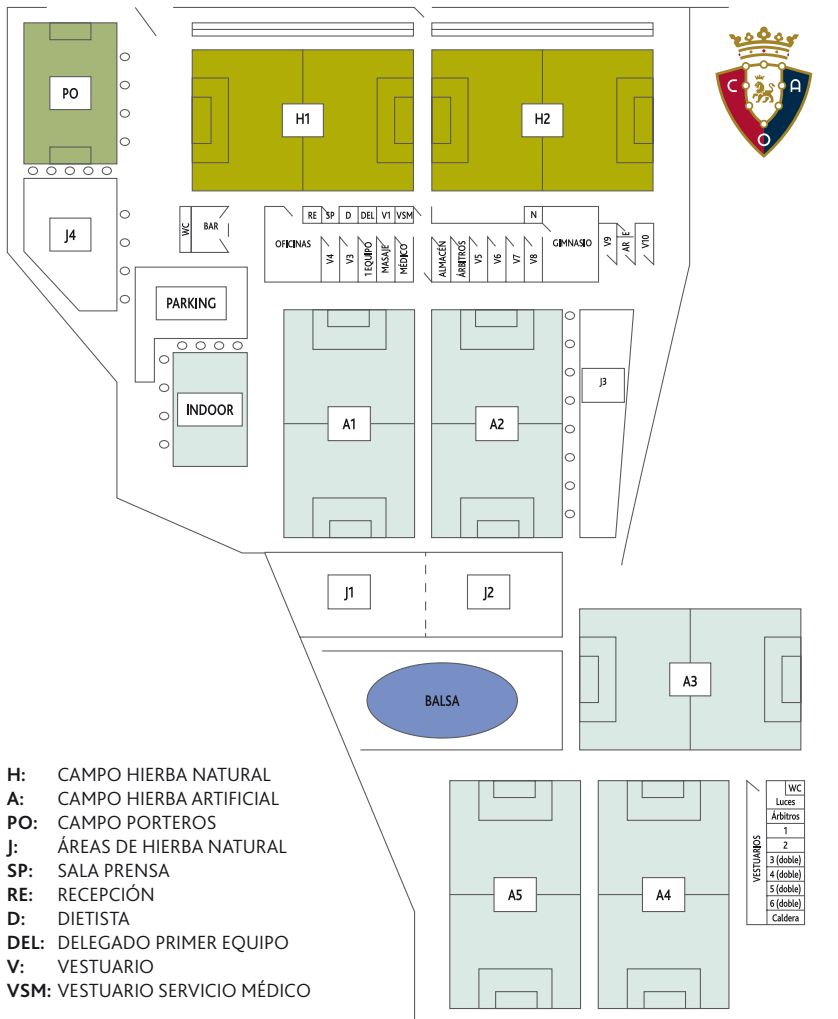 C A
O
PO
H1
H2
J4
WC
BAR
OFICINAS
RE
SP
D
DEL
V1
VSM
N
V4
V3
1 EQUIPO
MASAJE
MÉDICO
ALMACÉN
ÁRBITROS
V5
V6
V7
V8
GIMNASIO
V9
AR E
V10
PARKING
INDOOR
A1
A2
J3
J1
J2
BALSA
A3
A5
A4
VESTUARIOS
WC
Luces
Árbitros
1
2
3 (doble)
4 (doble)
5 (doble)
6 (doble)
Caldera
H: CAMPO HIERBA NATURAL
A: CAMPO HIERBA ARTIFICIAL
PO: CAMPO PORTEROS
J: ÁREAS DE HIERBA NATURAL
SP: SALA PRENSA
RE: RECEPCIÓN
D: DIETISTA
DEL: DELEGADO PRIMER EQUIPO
V: VESTUARIO
VSM: VESTUARIO SERVICIO MÉDICO